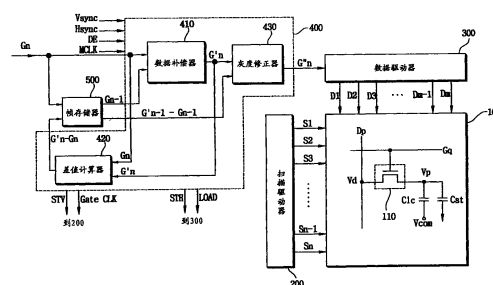 Vsync
Hsync
DE
MCLK
Gn
410
数据补偿器
G'n
430
灰度修正器
400
G"n
300
数据驱动器
500
帧存储器
Gn-1
G'n-1 - Gn-1
G'n-Gn
420
差值计算器
Gn
G'n
STV
Gate CLK
到200
STH
LOAD
到300
D1 D2 D3 ... Dm-1 Dm
10
S1
S2
S3
Sn-1
Sn
扫描驱动器
200
Dp
Gq
Vd
Vp
110
Clc
Cst
Vcom